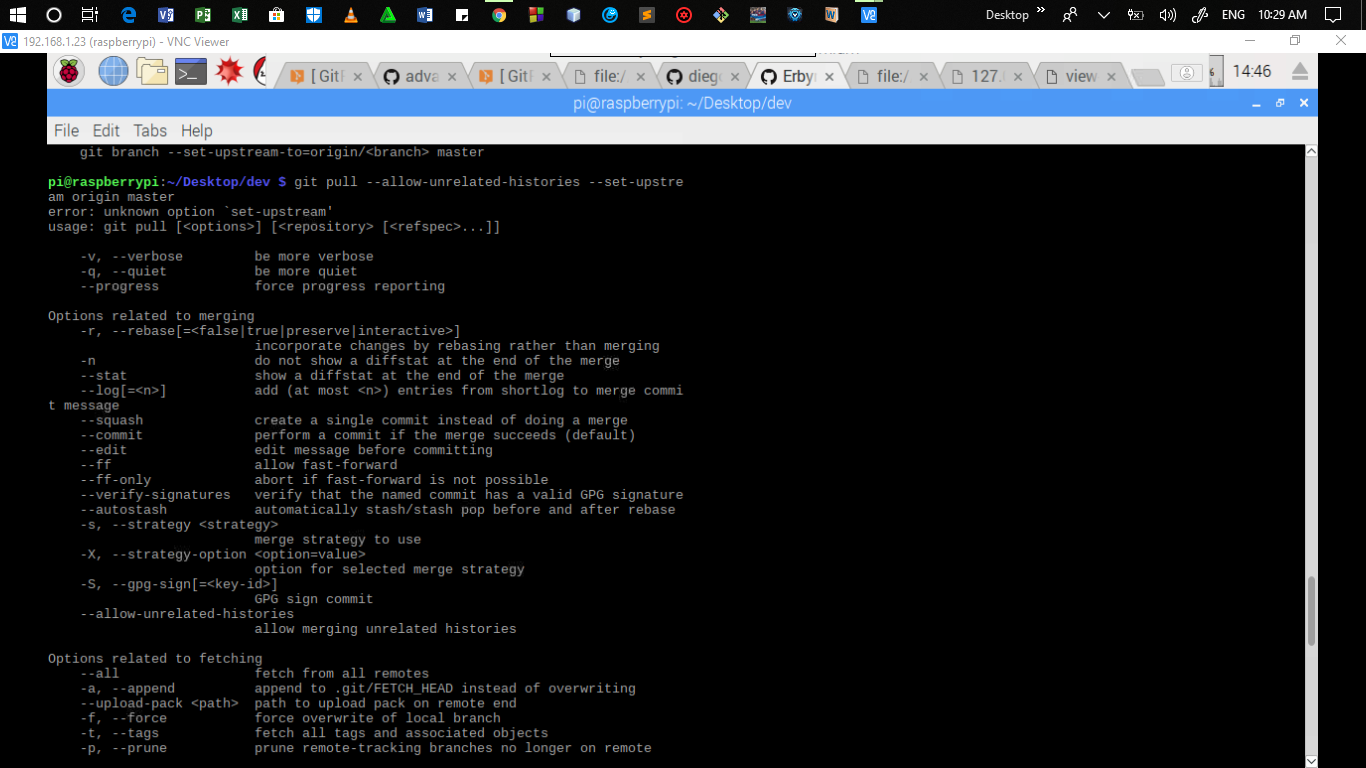 Desktop
ENG 10:29 AM
192.168.1.23 (raspberrypi) - VNC Viewer
[ Git adva [ Git file:/ dieg Erby file:/ 127. view 14:46
pi@raspberrypi: ~/Desktop/dev
File Edit Tabs Help
git branch --set-upstream-to=origin/<branch> master
pi@raspberrypi:~/Desktop/dev $ git pull --allow-unrelated-histories --set-upstre
am origin master
error: unknown option `set-upstream'
usage: git pull [<options>] [<repository> [<refspec>...]]
-v, --verbose be more verbose
-q, --quiet be more quiet
--progress force progress reporting
Options related to merging
-r, --rebase[=<false|true|preserve|interactive>]
incorporate changes by rebasing rather than merging
-n do not show a diffstat at the end of the merge
--stat show a diffstat at the end of the merge
--log[=<n>] add (at most <n>) entries from shortlog to merge commi
t message
--squash create a single commit instead of doing a merge
--commit perform a commit if the merge succeeds (default)
--edit edit message before committing
--ff allow fast-forward
--ff-only abort if fast-forward is not possible
--verify-signatures verify that the named commit has a valid GPG signature
--autostash automatically stash/stash pop before and after rebase
-s, --strategy <strategy>
merge strategy to use
-X, --strategy-option <option=value>
option for selected merge strategy
-S, --gpg-sign[=<key-id>]
GPG sign commit
--allow-unrelated-histories
allow merging unrelated histories
Options related to fetching
--all fetch from all remotes
-a, --append append to .git/FETCH_HEAD instead of overwriting
--upload-pack <path> path to upload pack on remote end
-f, --force force overwrite of local branch
-t, --tags fetch all tags and associated objects
-p, --prune prune remote-tracking branches no longer on remote